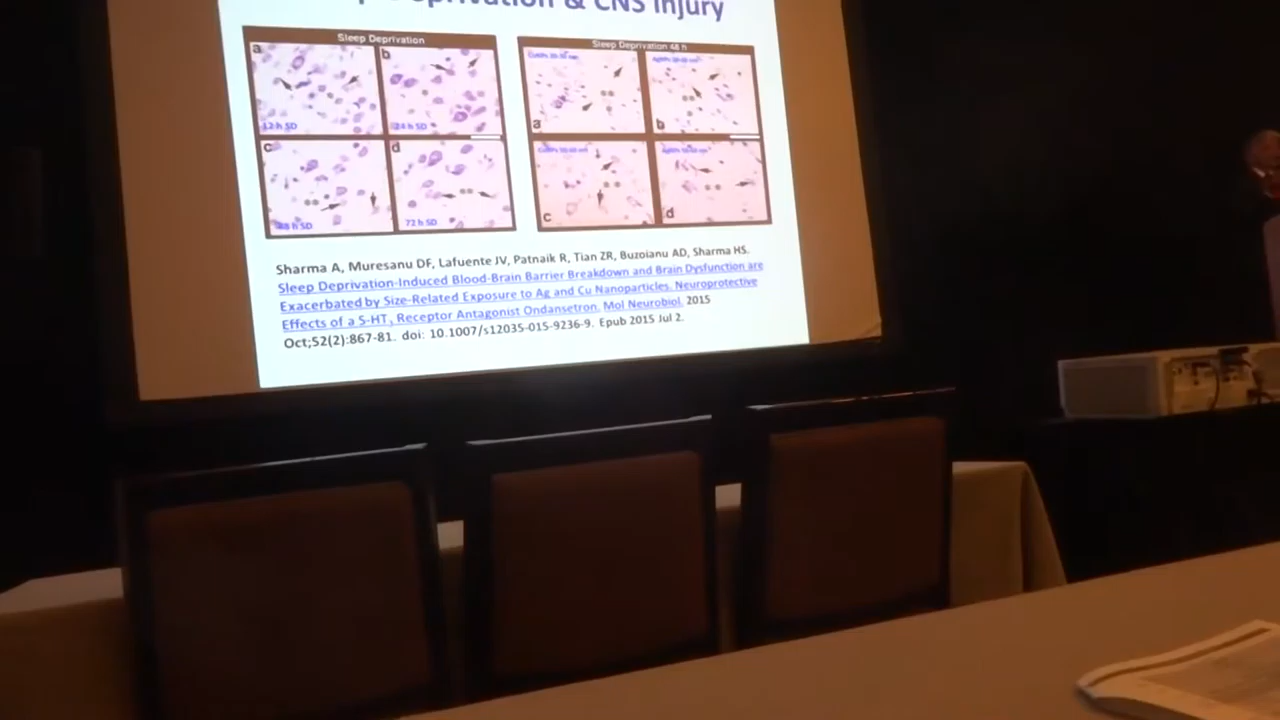 Deprivation & CNS Injury
Sleep Deprivation
Sleep Deprivation 48 h
a
b
12 h SD
24 h SD
c
d
48 h SD
72 h SD
a
b
c
d
Sharma A, Muresanu DF, Lafuente JV, Patnaik R, Tian ZR, Buzoianu AD, Sharma HS.
Sleep Deprivation-Induced Blood-Brain Barrier Breakdown and Brain Dysfunction are
Exacerbated by Size-Related Exposure to Ag and Cu Nanoparticles. Neuroprotective
Effects of a 5-HT3 Receptor Antagonist Ondansetron. Mol Neurobiol. 2015
Oct;52(2):867-81. doi: 10.1007/s12035-015-9236-9. Epub 2015 Jul 2.